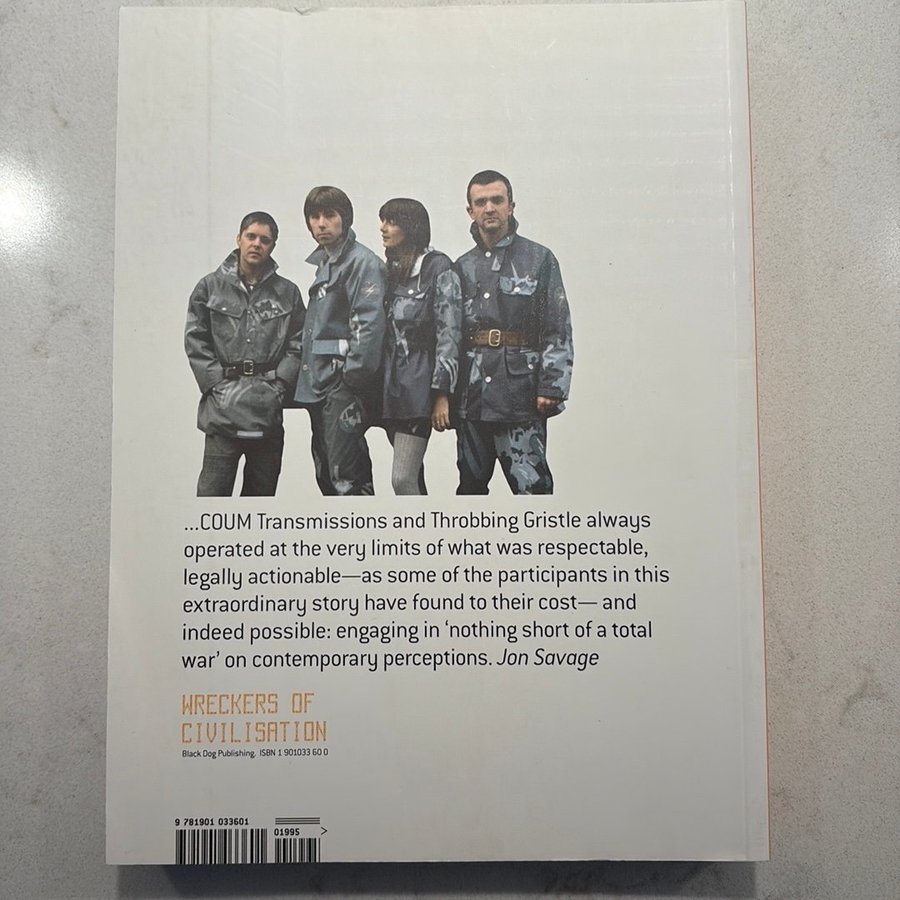 ...COUM Transmissions and Throbbing Gristle always
operated at the very limits of what was respectable,
legally actionable—as some of the participants in this
extraordinary story have found to their cost— and
indeed possible: engaging in ‘nothing short of a total
war’ on contemporary perceptions. Jon Savage
WRECKERS OF
CIVILISATION
Black Dog Publishing. ISBN 1 901033 60 0
9 781901 033601
01995 >